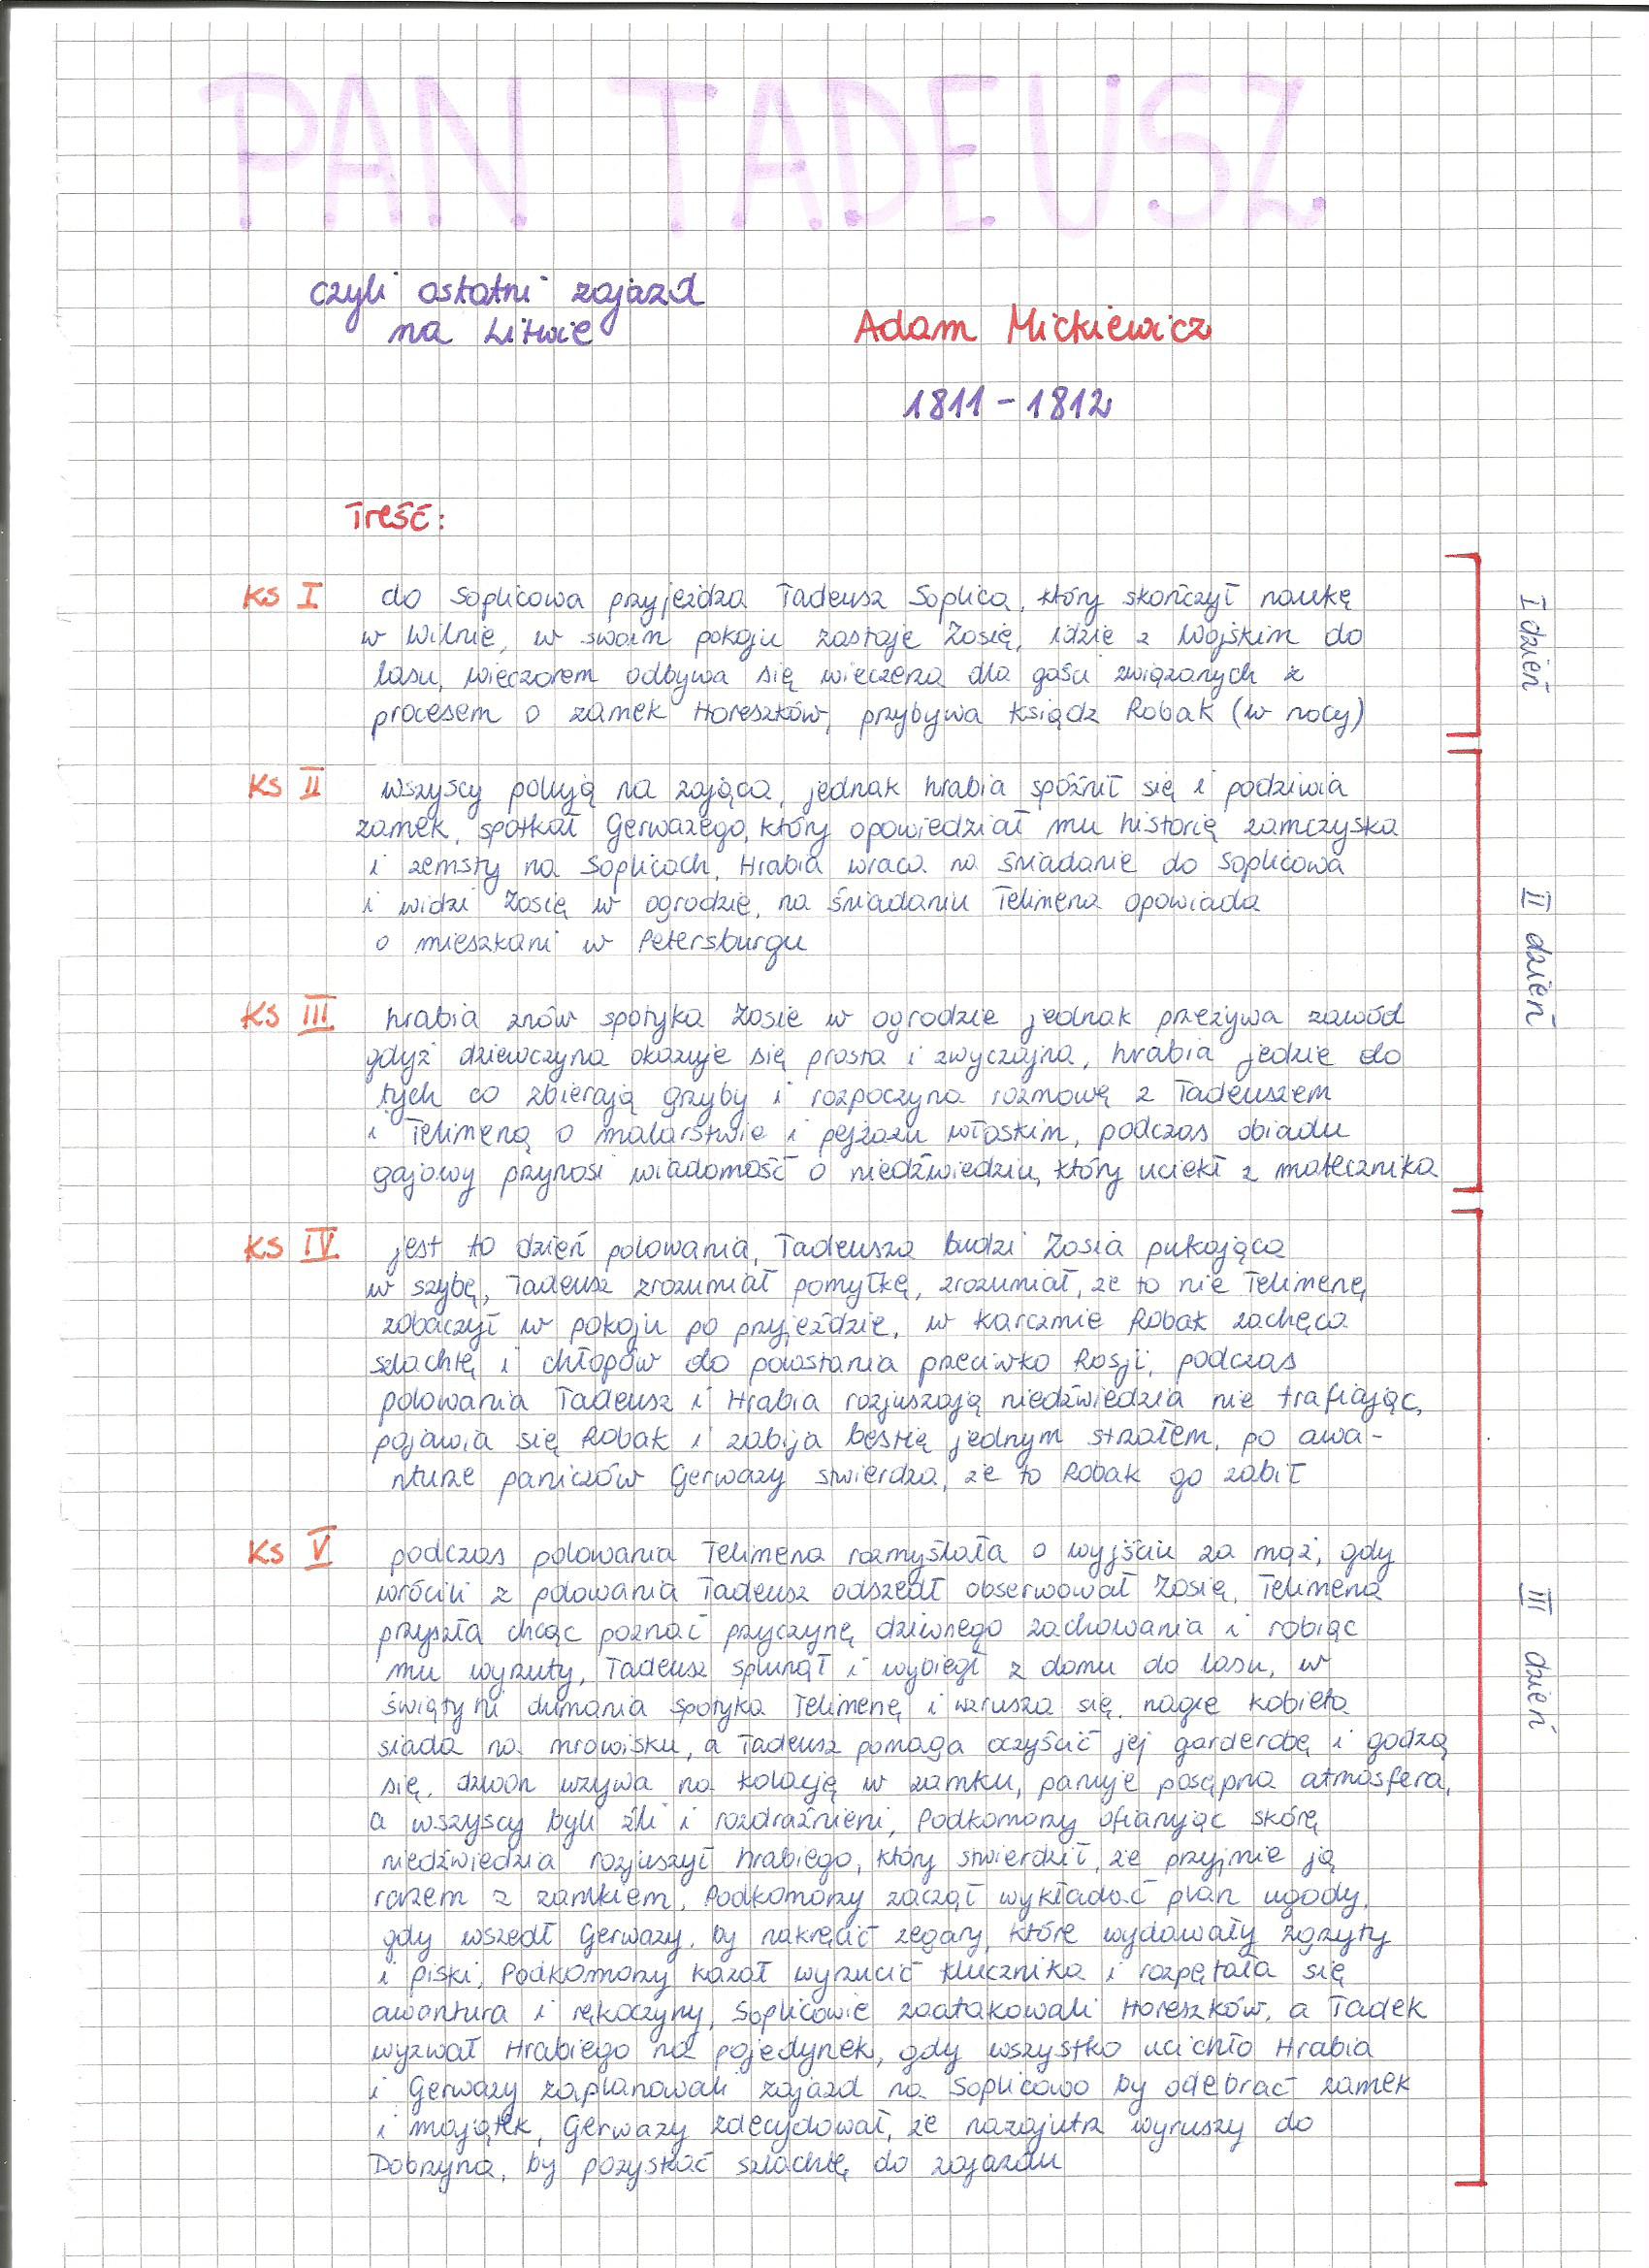 PAN TADEUSZ
czyli ostatni zajazd
na Litwie
Adam Mickiewicz
1811-1812
Treść:
I dzień
KS I do Soplicowa przyjeżdża Tadeusz Soplica, który skończył naukę
w Wilnie, w swoim pokoju zastaje Zosię, idzie z Wojskim do
lasu, wieczorem odbywa się wieczerza dla gości związanych z
procesem o zamek Horeszków, przybywa Ksiądz Robak (w nocy)
II dzień
KS II wszyscy polują na zająca, jednak hrabia spóźnił się i podziwia
zamek, spotkał Gerwazego, który opowiedział mu historię zamczyska
i zemsty na Soplicach, Hrabia wraca na śniadanie do Soplicowa
i widzi Zosię w ogrodzie, na śniadaniu Telimena opowiada
o mieszkani w Petersburgu
KS III hrabia znów spotyka Zosie w ogrodzie jednak przeżywa zawód
gdyż dziewczyna okazuje się prosta i zwyczajna, hrabia jedzie do
tych co zbierają grzyby i rozpoczyna rozmowę z Tadeuszem
i Telimeną o malarstwie i pejzażu włoskim, podczas obiadu
gajowy przynosi wiadomość o niedźwiedziu, który uciekł z matecznika
III dzień
KS IV jest to dzień polowania, Tadeusza budzi Zosia pukająca
w szybę, Tadeusz zrozumiał pomyłkę, zrozumiał, że to nie Telimenę
zobaczył w pokoju po przyjeździe, w karczmie Robak zachęca
szlachtę i chłopów do powstania przeciwko Rosji, podczas
polowania Tadeusz i Hrabia rozjuszają niedźwiedzia nie trafiając,
pojawia się Robak i zabija bestię jednym strzałem, po awa-
nturze paniczów Gerwazy stwierdza, że to Robak go zabił
KS V podczas polowania Telimena rozmyślała o wyjściu za mąż, gdy
wrócili z polowania Tadeusz odszedł obserwował Zosię, Telimena
przyszła chcąc poznać przyczynę dziwnego zachowania i robiąc
mu wyrzuty, Tadeusz splunął i wybiegł z domu do lasu, w
świątyni dumania spotyka Telimenę i wzrusza się, nagle kobieta
siada na mrowisku, a Tadeusz pomaga oczyścić jej garderobę i godzą
się, dzwon wzywa na kolację w zamku, panuje posępna atmosfera,
a wszyscy byli źli i rozdrażnieni, Podkomorzy ofiarując skórę
niedźwiedzia rozjuszył hrabiego, który stwierdził, że przyjmie ją
razem z zamkiem, Podkomorzy zaczął wykładać plan ugody,
gdy wszedł Gerwazy, by nakręcić zegary, które wydawały zgrzyty
i piski, Podkomorzy kazał wyrzucić klucznika i rozpętała się
awantura i rękoczyny, Soplicowie zaatakowali Horeszków, a Tadek
wyzwał Hrabiego na pojedynek, gdy wszystko ucichło Hrabia
i Gerwazy zaplanowali zajazd na Soplicowo by odebrać zamek
i majątek, Gerwazy zdecydował, że nazajutrz wyruszy do
Dobrzyna, by pozyskać szlachtę do zajazdu